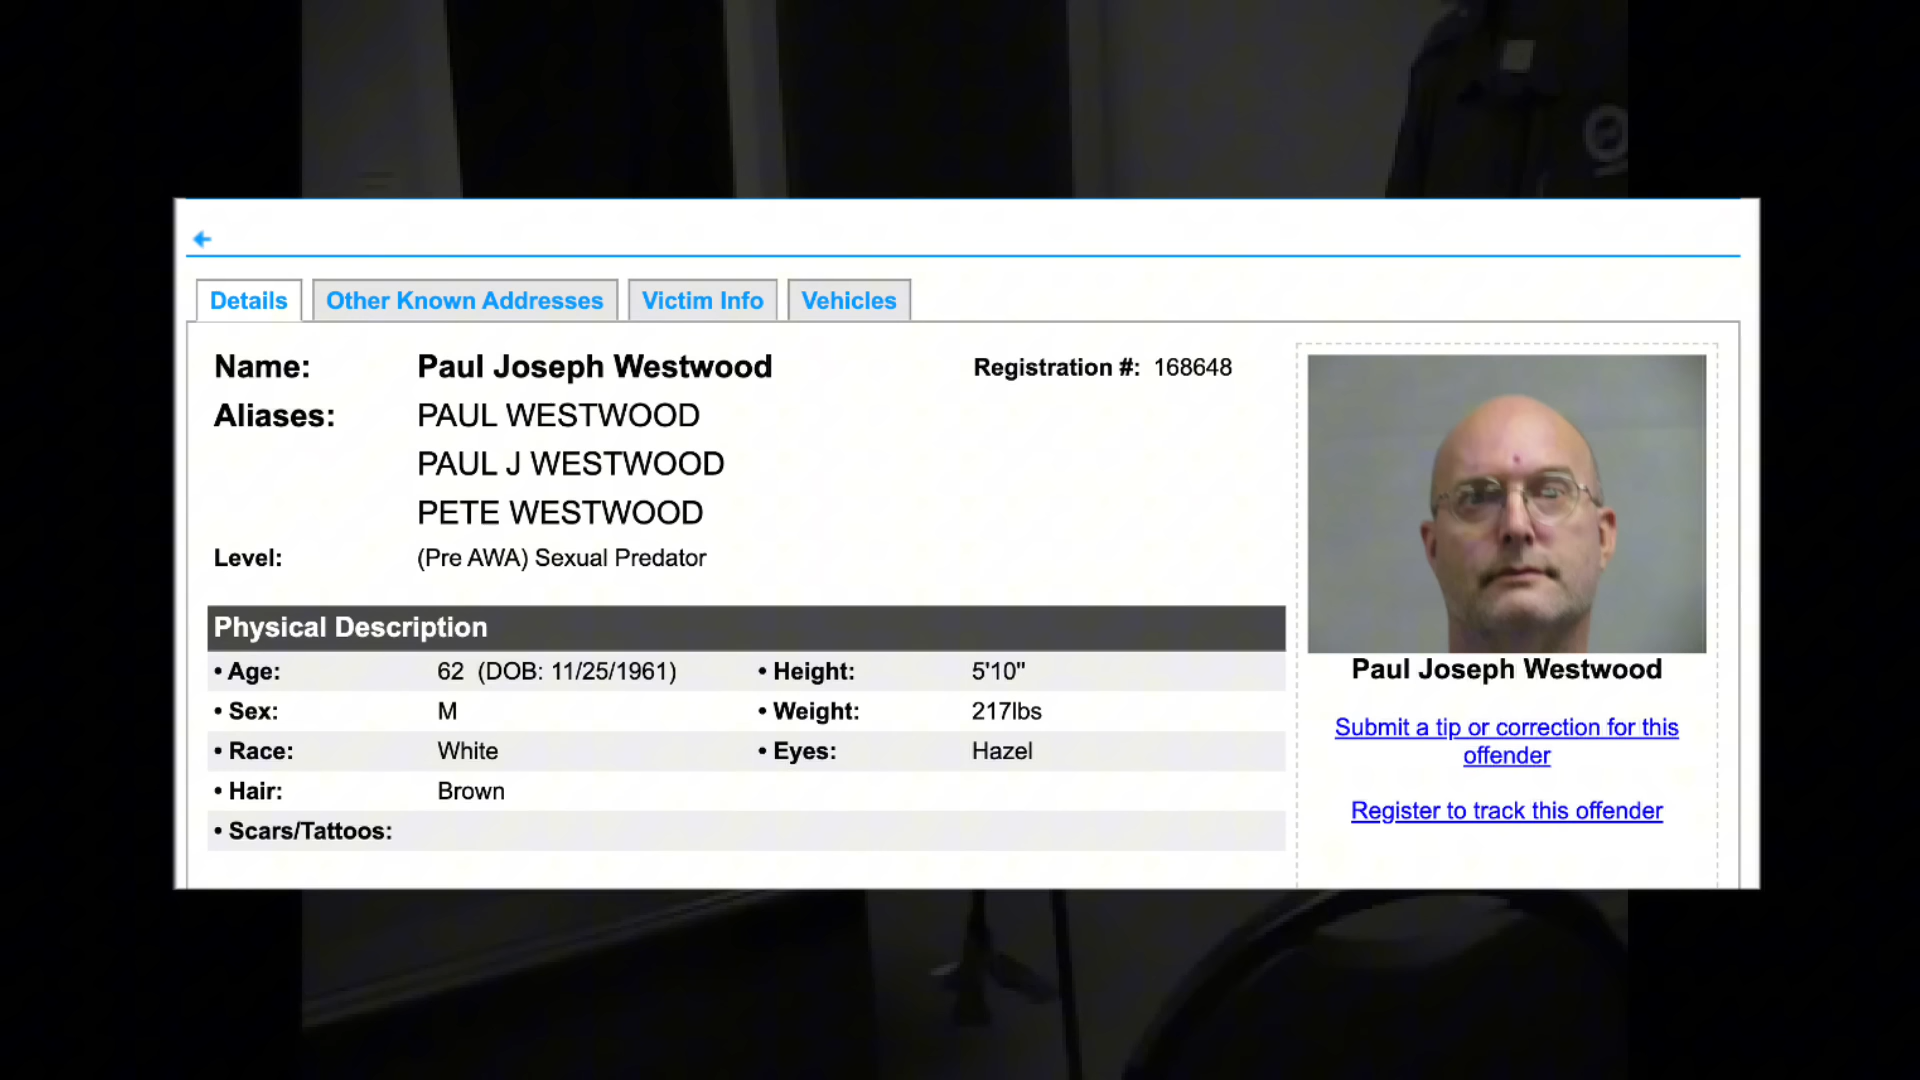 Details Other Known Addresses Victim Info Vehicles
Name: Paul Joseph Westwood Registration #: 168648
Aliases: PAUL WESTWOOD
PAUL J WESTWOOD
PETE WESTWOOD
Level: (Pre AWA) Sexual Predator
Physical Description
• Age: 62 (DOB: 11/25/1961) • Height: 5'10"
• Sex: M • Weight: 217lbs
• Race: White • Eyes: Hazel
• Hair: Brown
• Scars/Tattoos:
Paul Joseph Westwood
Submit a tip or correction for this
offender
Register to track this offender